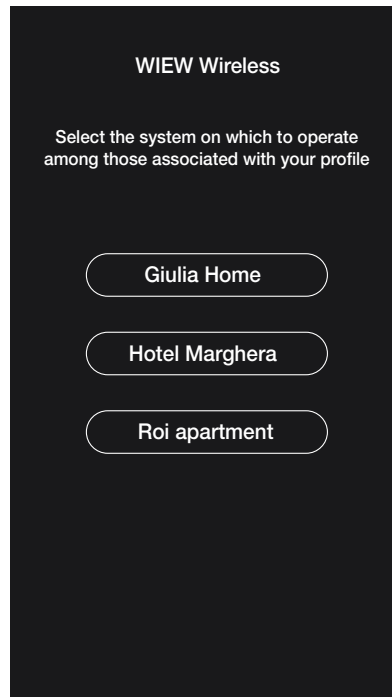 WIEW Wireless
Select the system on which to operate
among those associated with your profile
Giulia Home
Hotel Marghera
Roi apartment